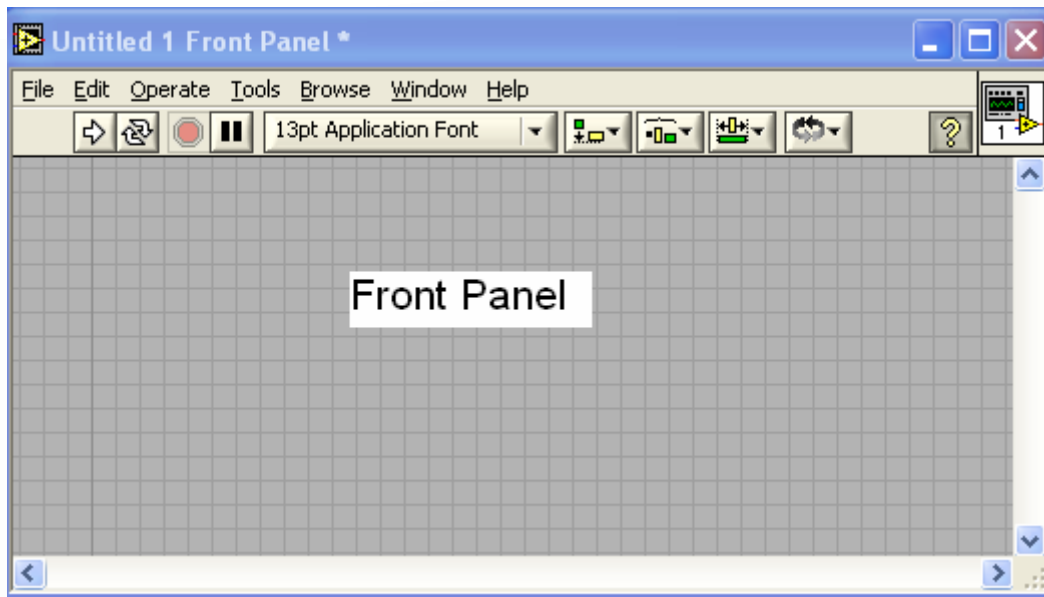 Untitled 1 Front Panel *
File Edit Operate Tools Browse Window Help
13pt Application Font
?
1
Front Panel